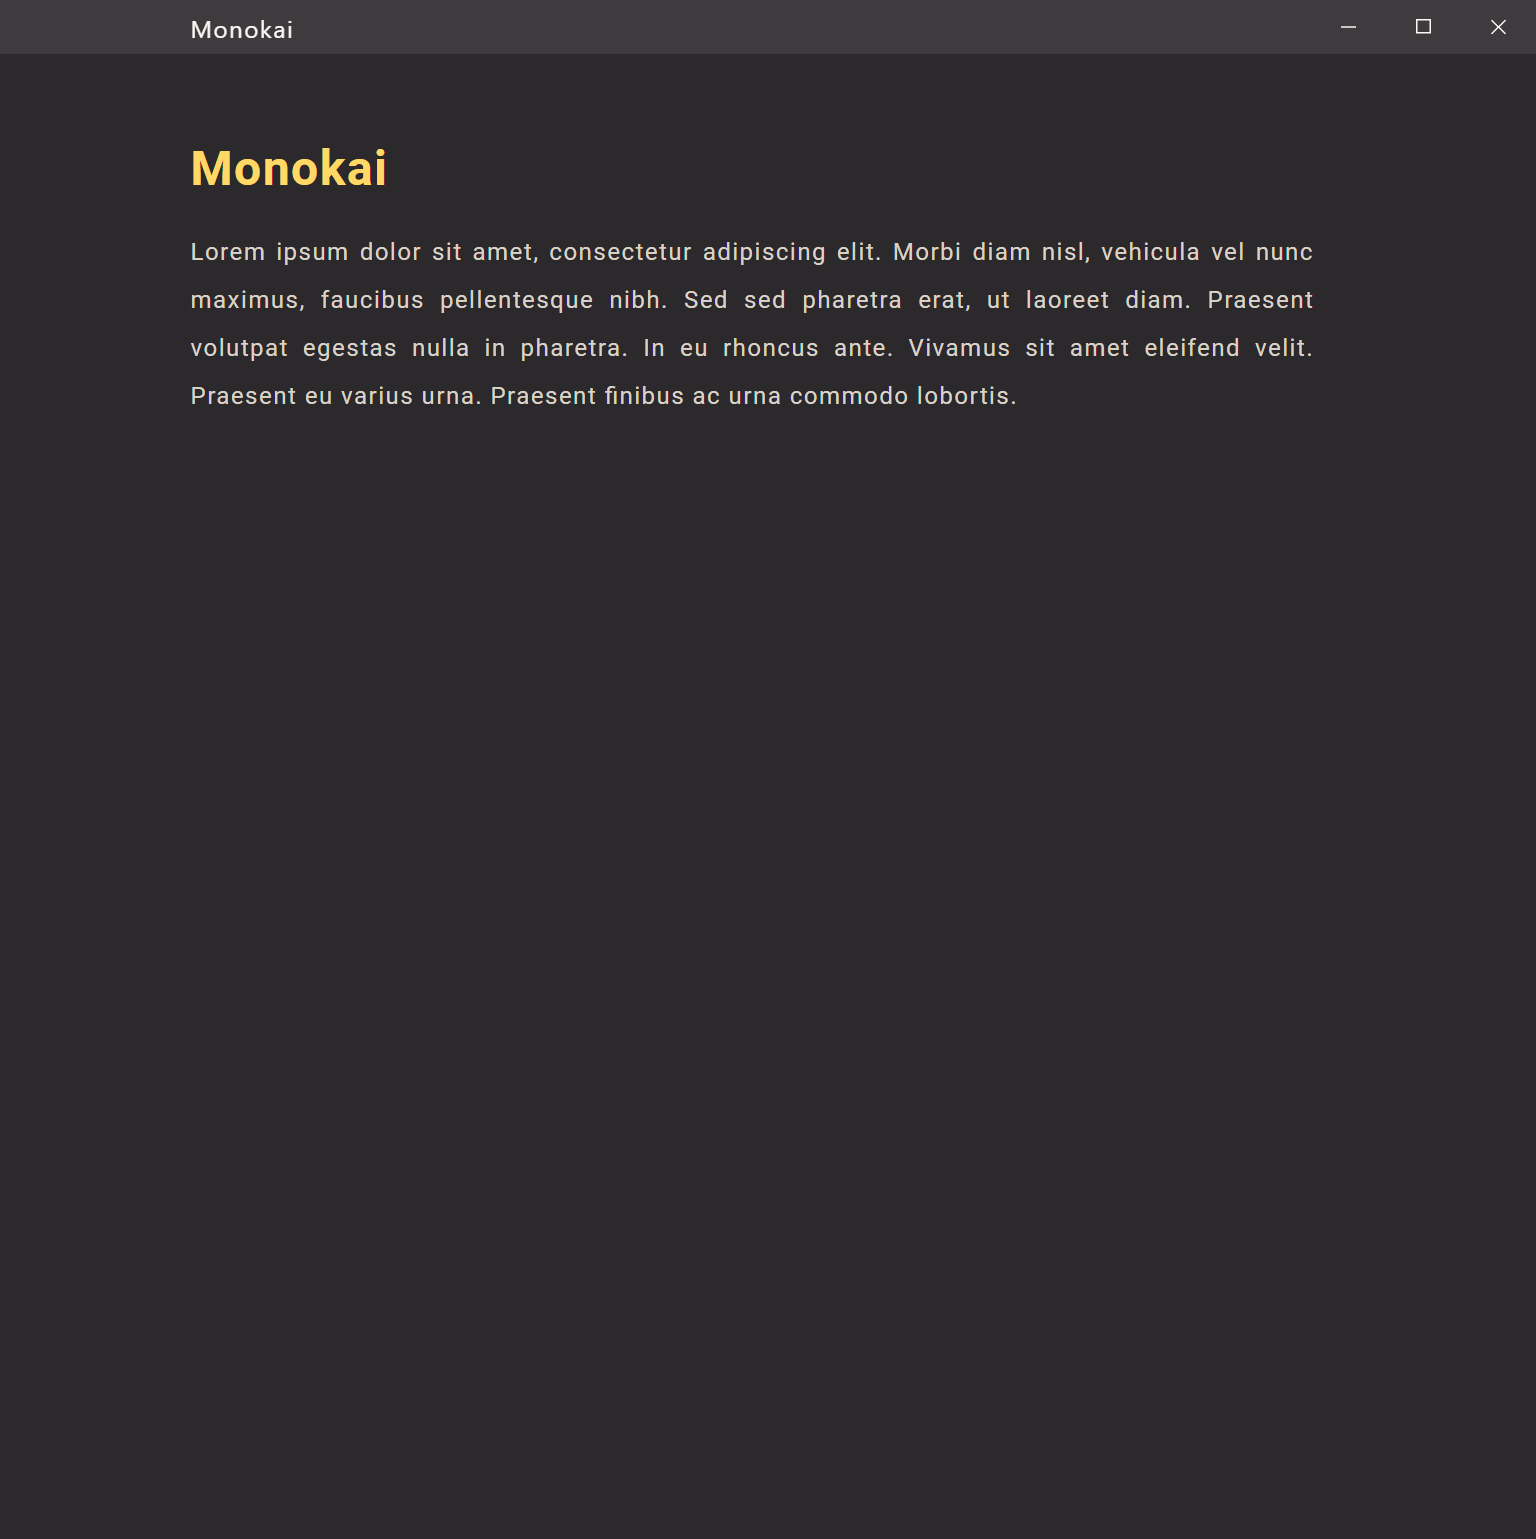 Monokai
Monokai
Lorem ipsum dolor sit amet, consectetur adipiscing elit. Morbi diam nisl, vehicula vel nunc
maximus, faucibus pellentesque nibh. Sed sed pharetra erat, ut laoreet diam. Praesent
volutpat egestas nulla in pharetra. In eu rhoncus ante. Vivamus sit amet eleifend velit.
Praesent eu varius urna. Praesent finibus ac urna commodo lobortis.